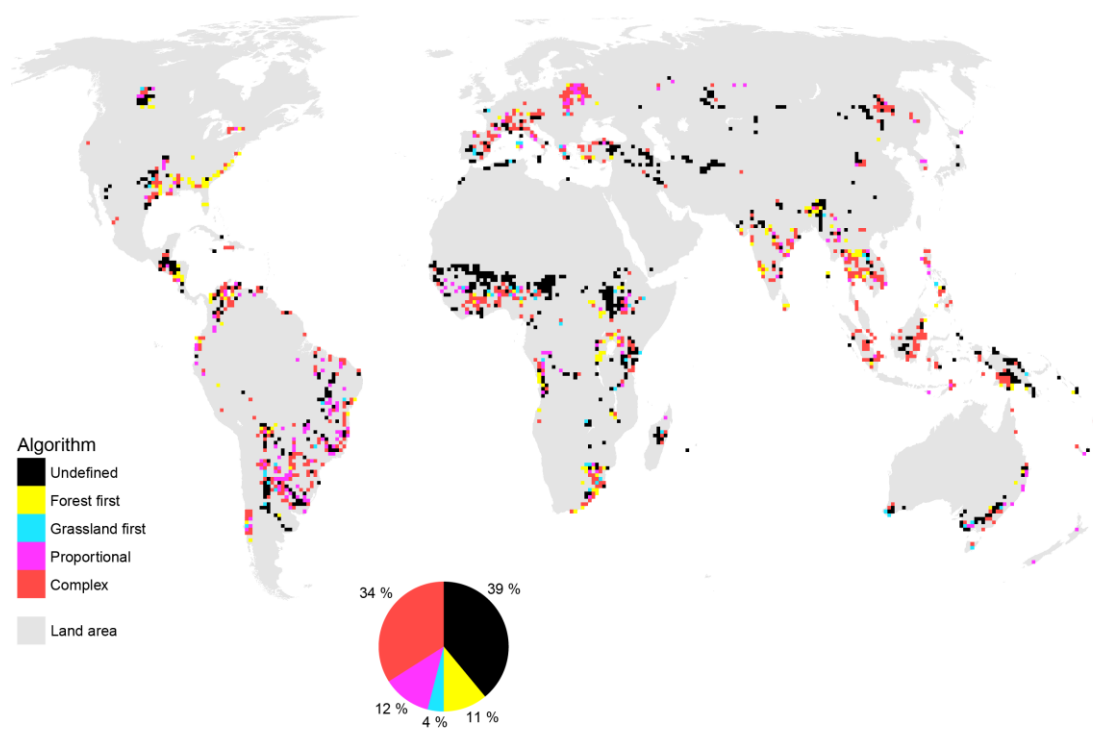 Algorithm
Undefined
Forest first
Grassland first
Proportional
Complex
Land area
34 %
39 %
12 %
4 %
11 %